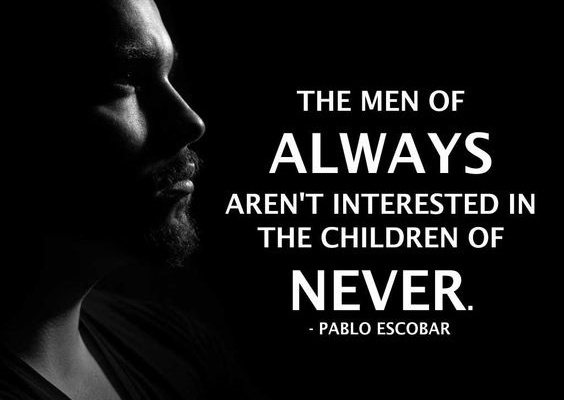 THE MEN OF
ALWAYS
AREN'T INTERESTED IN
THE CHILDREN OF
NEVER.
- PABLO ESCOBAR